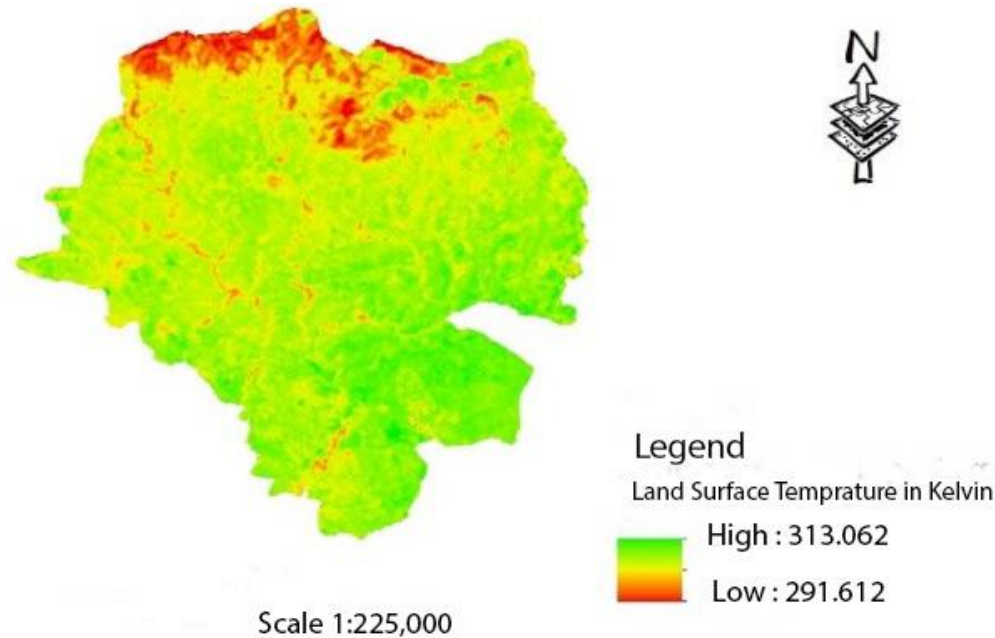 N
Legend
Land Surface Temprature in Kelvin
High : 313.062
Low : 291.612
Scale 1:225,000